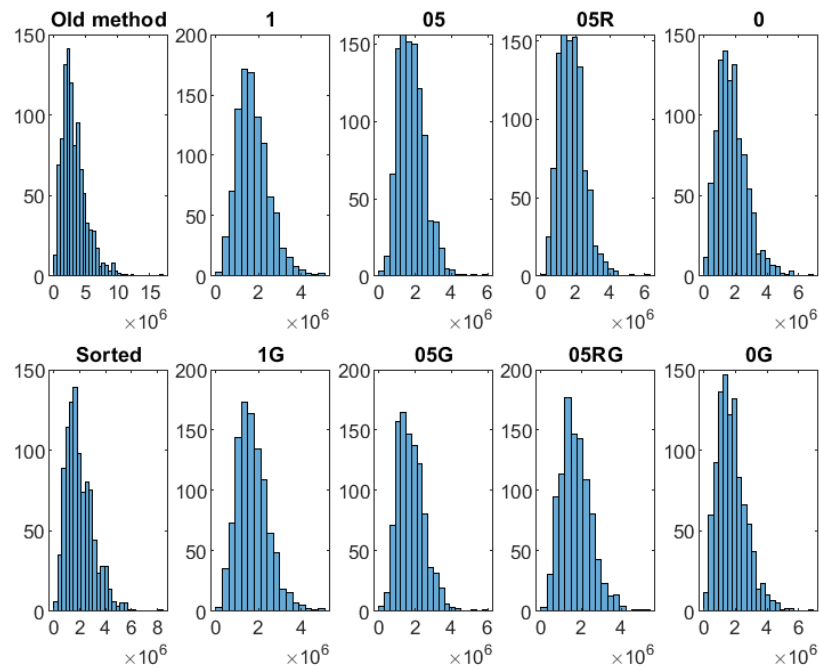 Old method 1 05 05R 0
150 200 150 150 150
150
100 100 100 100
100
50 50 50 50 50
0 0 0 0 0
0 5 10 15 0 2 4 0 2 4 6 0 2 4 6 0 2 4 6
×10^6 ×10^6 ×10^6 ×10^6 ×10^6
Sorted 1G 05G 05RG 0G
150 200 200 200 150
150 150 150
100 100 100 100 100
50 50 50 50 50
0 0 0 0 0
0 2 4 6 8 0 2 4 0 2 4 6 0 2 4 0 2 4 6
×10^6 ×10^6 ×10^6 ×10^6 ×10^6